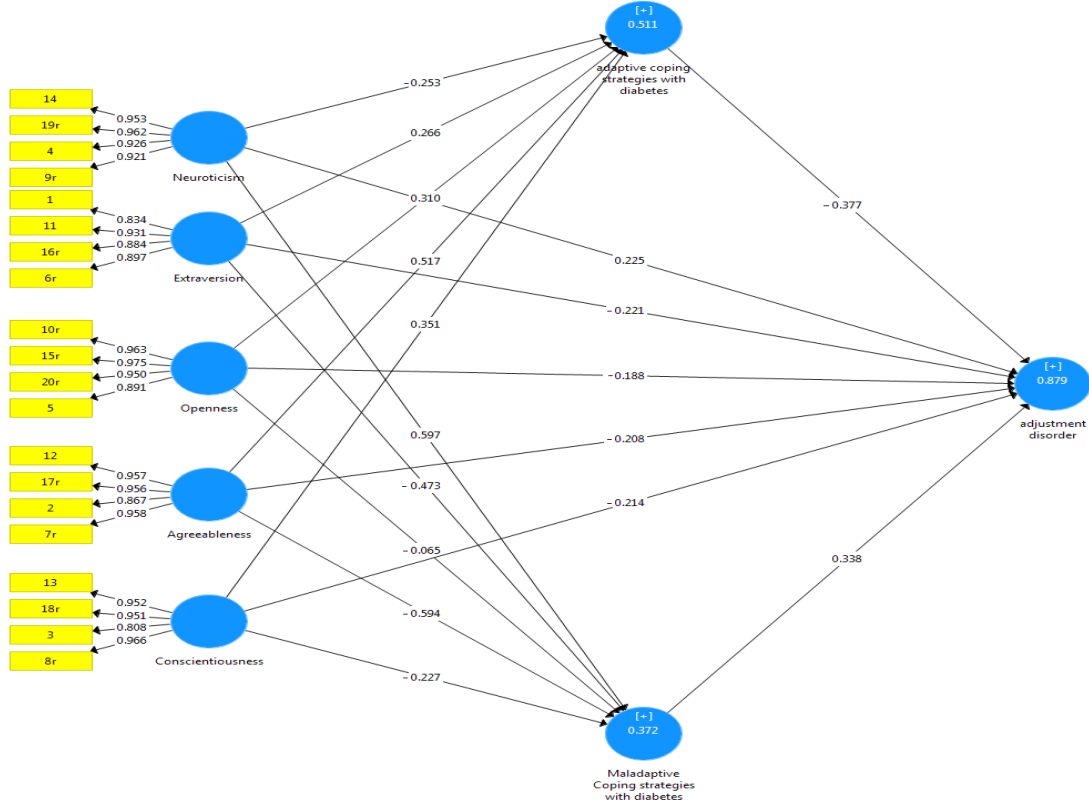 [+]
0.511
adaptive coping
strategies with
diabetes
-0.253
14
19r
4
9r
0.953
0.962
0.926
0.921
Neuroticism
0.266
1
11
16r
6r
0.834
0.931
0.884
0.897
Extraversion
0.310
-0.377
0.517
0.225
-0.221
0.351
10r
15r
20r
5
0.963
0.975
0.950
0.891
Openness
-0.188
[+]
0.879
adjustment
disorder
0.597
-0.208
12
17r
2
7r
0.957
0.956
0.867
0.958
Agreeableness
-0.473
-0.214
-0.065
0.338
13
18r
3
8r
0.952
0.951
0.808
0.966
Conscientiousness
-0.594
-0.227
[+]
0.372
Maladaptive
Coping strategies
with diabetes